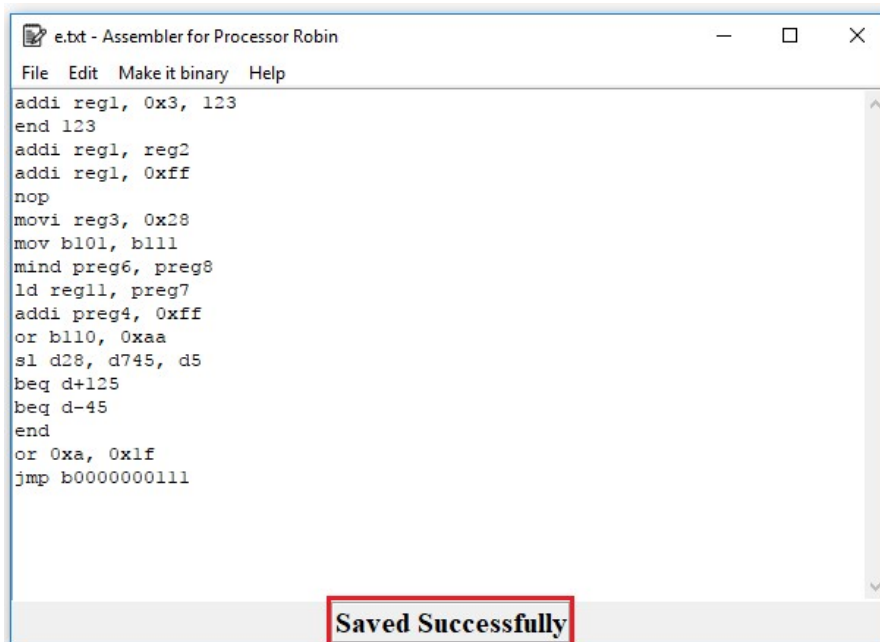 e.txt - Assembler for Processor Robin
File Edit Make it binary Help
addi reg1, 0x3, 123
end 123
addi reg1, reg2
addi reg1, 0xff
nop
movi reg3, 0x28
mov b101, b111
mind preg6, preg8
ld reg11, preg7
addi preg4, 0xff
or b110, 0xaa
sl d28, d745, d5
beq d+125
beq d-45
end
or 0xa, 0x1f
jmp b0000000111
Saved Successfully